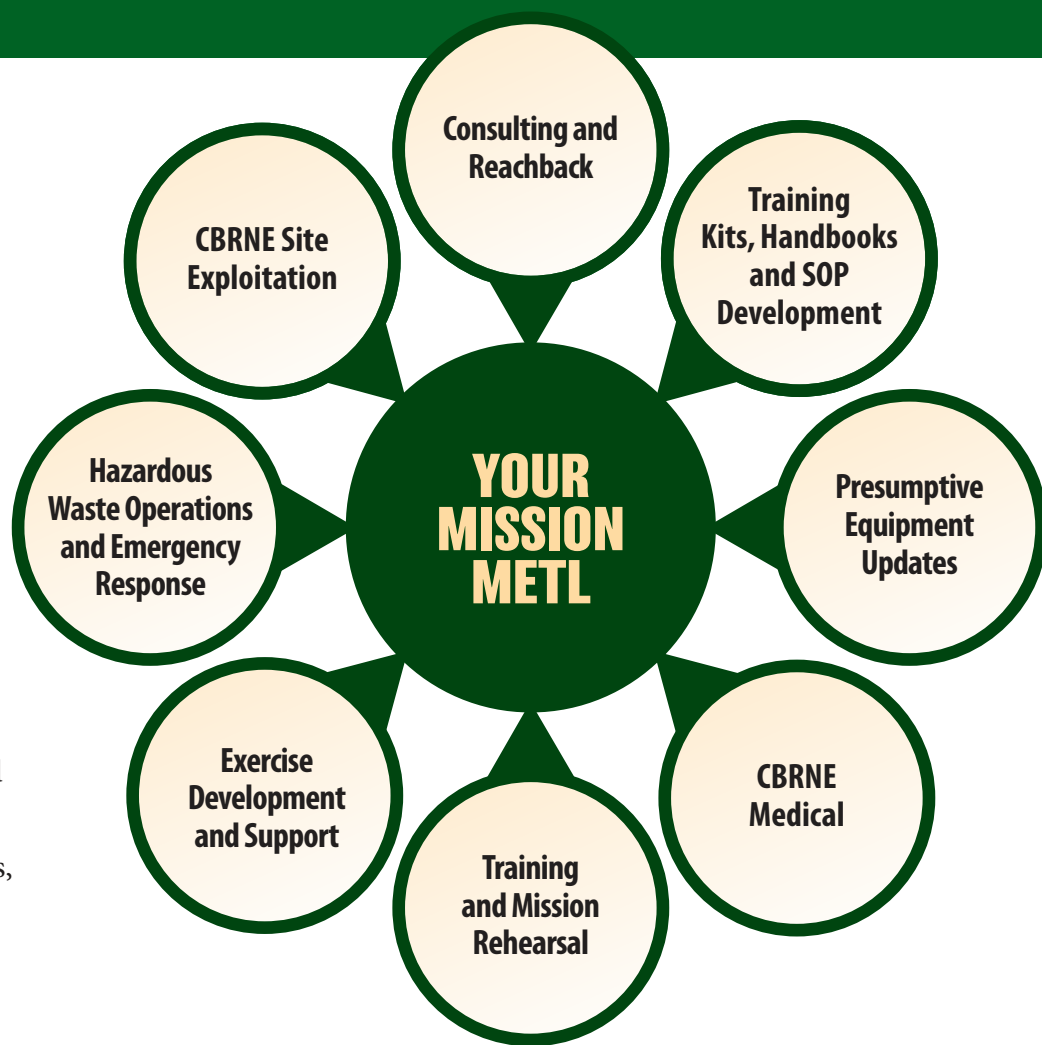 Consulting and
Reachback
Training
Kits, Handbooks
and SOP
Development
CBRNE Site
Exploitation
YOUR
MISSION
METL
Hazardous
Waste Operations
and Emergency
Response
Presumptive
Equipment
Updates
Exercise
Development
and Support
CBRNE
Medical
Training
and Mission
Rehearsal